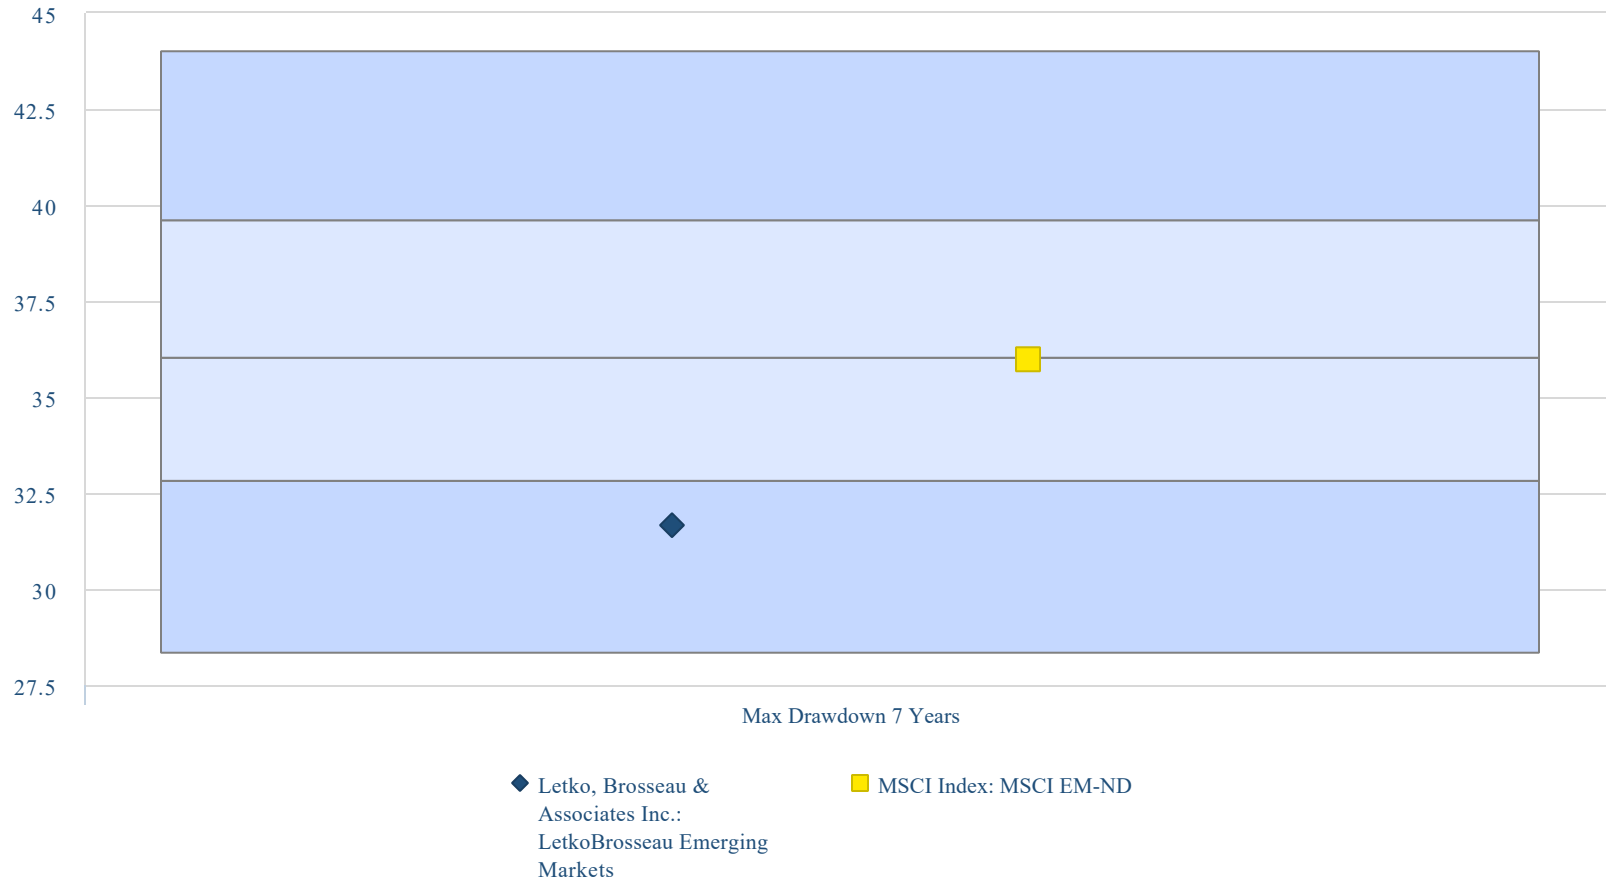 45
42.5
40
37.5
35
32.5
30
27.5
Max Drawdown 7 Years
Letko, Brosseau &
Associates Inc.:
LetkoBrosseau Emerging
Markets
MSCI Index: MSCI EM-ND